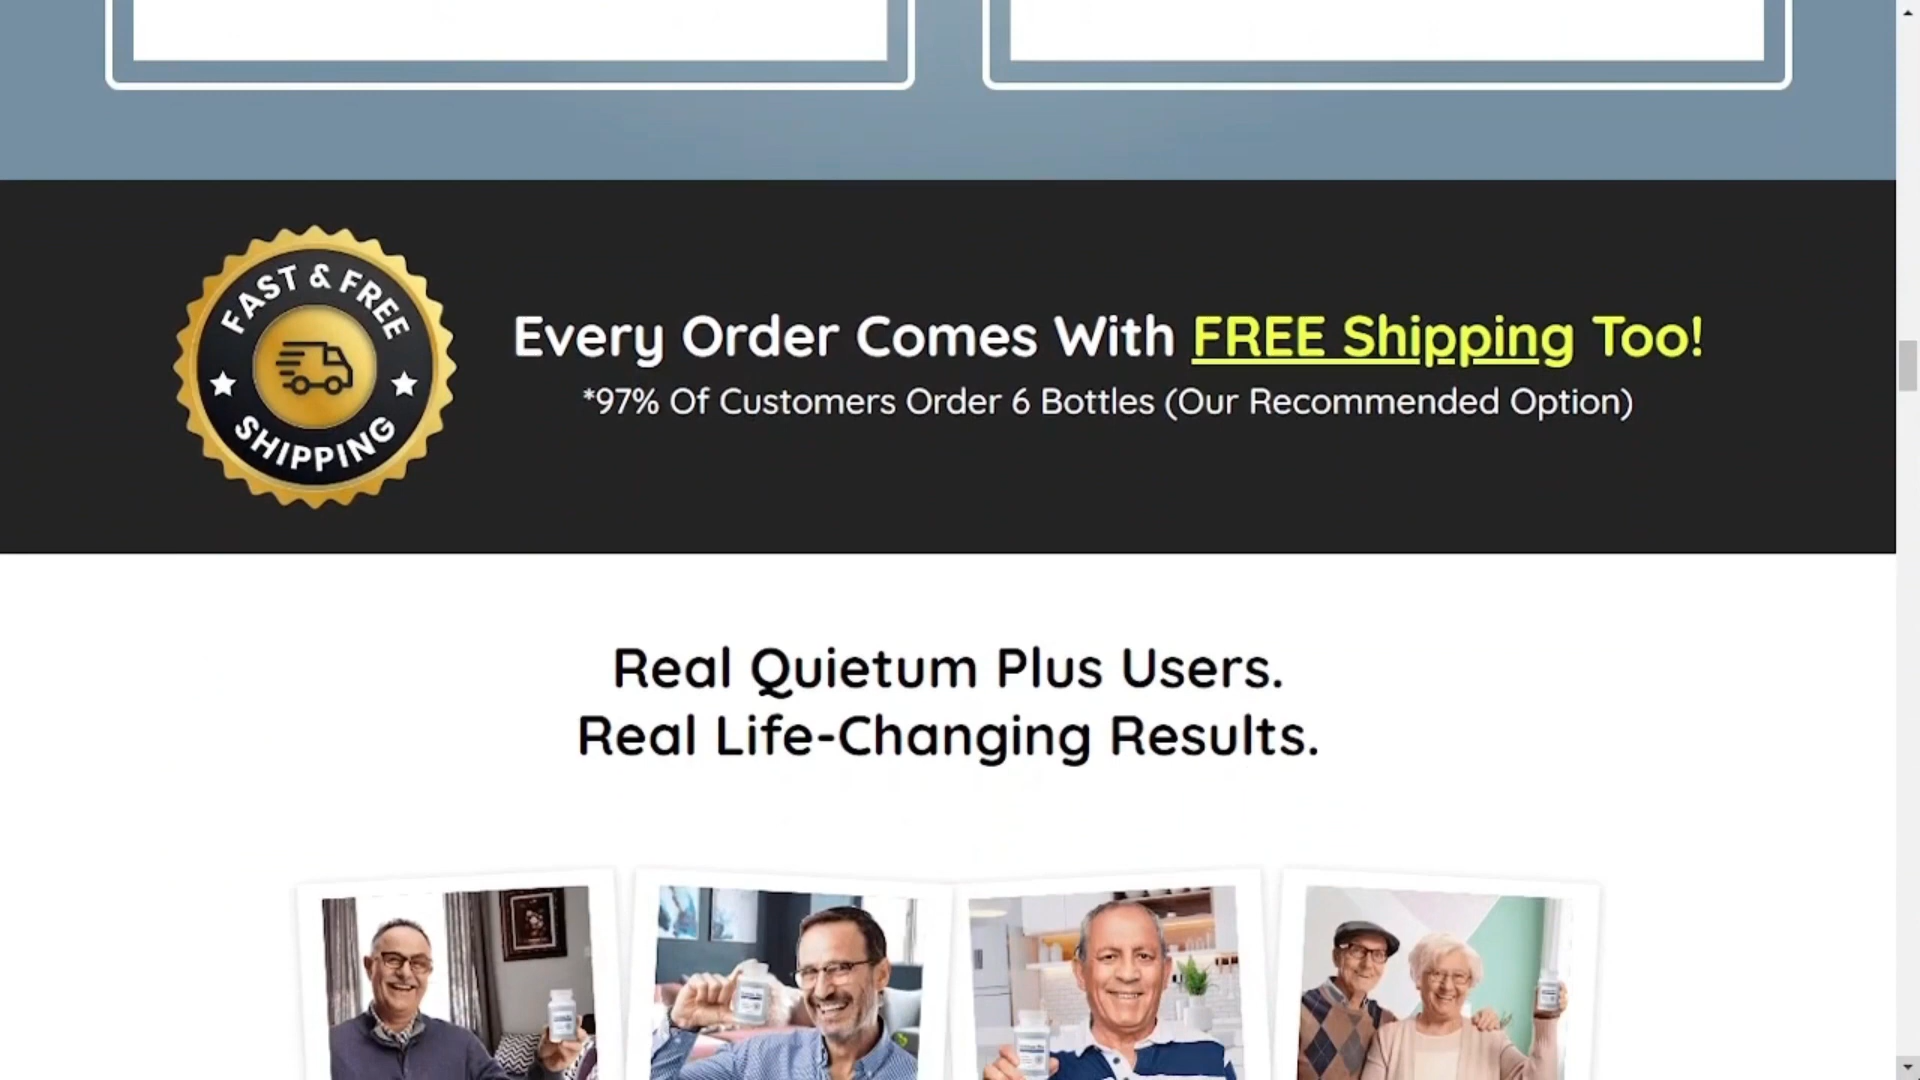 FAST & FREE
SHIPPING
Every Order Comes With FREE Shipping Too!
*97% Of Customers Order 6 Bottles (Our Recommended Option)
Real Quietum Plus Users.
Real Life-Changing Results.